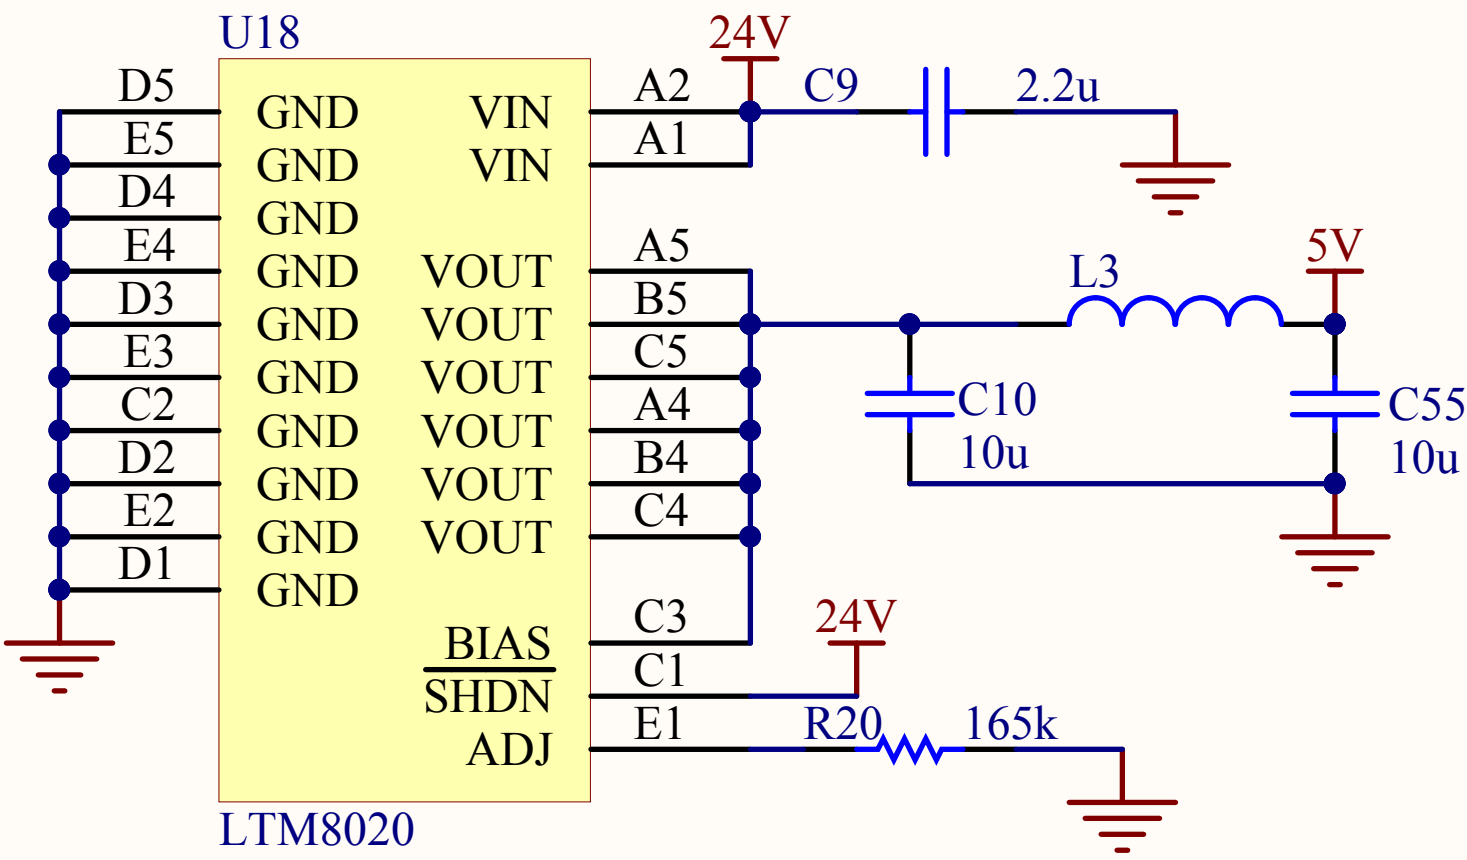 U18
24V
D5 GND VIN A2 C9 2.2u
E5 GND VIN A1
D4 GND
E4 GND VOUT A5 L3 5V
D3 GND VOUT B5
E3 GND VOUT C5
C2 GND VOUT A4 C10 C55
D2 GND VOUT B4 10u 10u
E2 GND VOUT C4
D1 GND
BIAS C3 24V
SHDN C1
ADJ E1 R20 165k
LTM8020